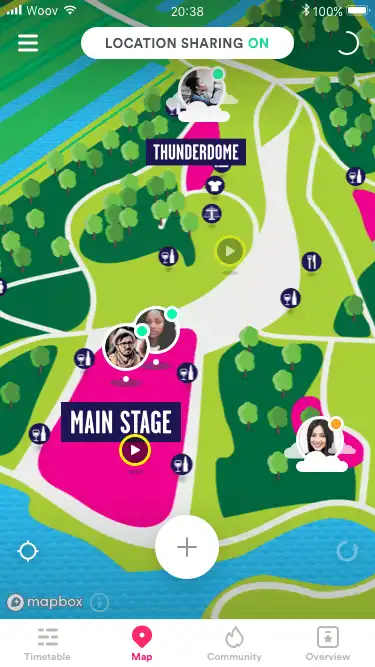 Woov 20:38 100%
LOCATION SHARING ON
THUNDERDOME
MAIN STAGE
mapbox
Timetable Map Community Overview